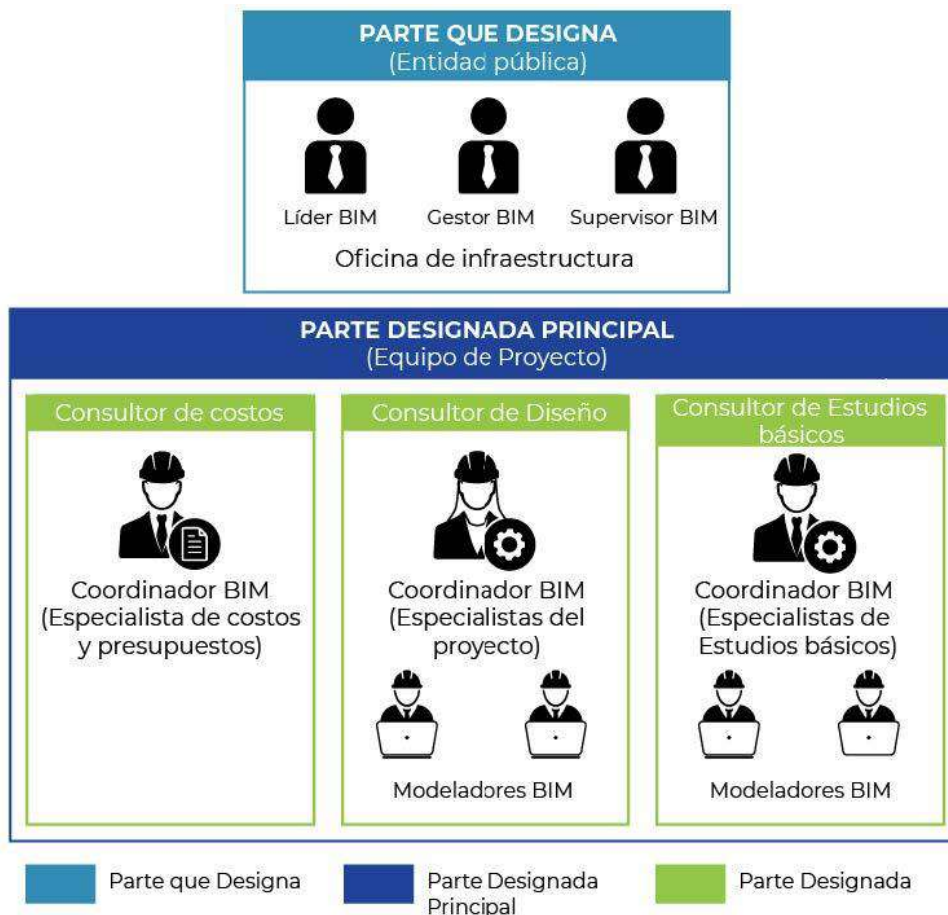 PARTE QUE DESIGNA
(Entidad pública)
Líder BIM
Gestor BIM
Supervisor BIM
Oficina de infraestructura
PARTE DESIGNADA PRINCIPAL
(Equipo de Proyecto)
Consultor de costos
Coordinador BIM
(Especialista de costos
y presupuestos)
Consultor de Diseño
Coordinador BIM
(Especialistas del
proyecto)
Modeladores BIM
Consultor de Estudios
básicos
Coordinador BIM
(Especialistas de
Estudios básicos)
Modeladores BIM
Parte que Designa
Parte Designada
Principal
Parte Designada